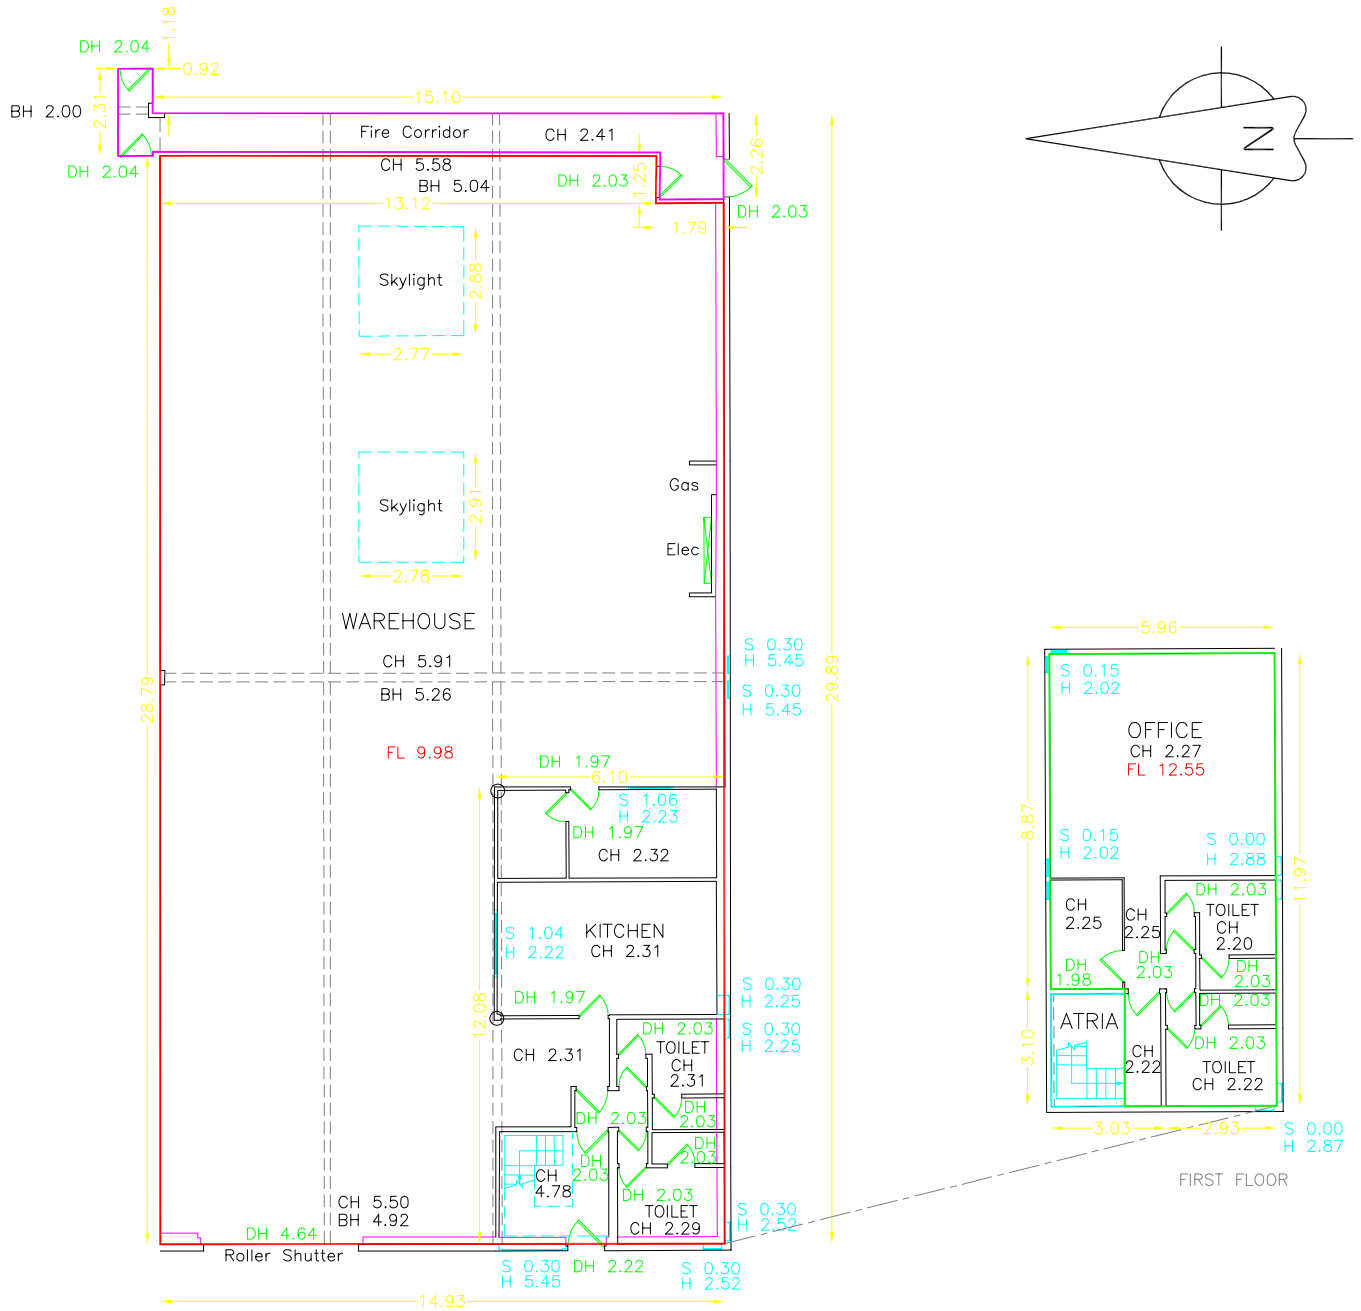 1.18
DH 2.04
0.92
2.31
BH 2.00
15.10
Fire Corridor
CH 2.41
CH 5.58
DH 2.04
BH 5.04
DH 2.03
1.25
2.26
13.12
DH 2.03
1.79
N
Skylight
2.88
2.77
Skylight
2.91
2.78
Gas
Elec
WAREHOUSE
CH 5.91
BH 5.26
28.79
29.89
S 0.30
H 5.45
S 0.30
H 5.45
FL 9.98
DH 1.97
6.10
S 1.06
H 2.23
DH 1.97
CH 2.32
KITCHEN
CH 2.31
S 1.04
H 2.22
DH 1.97
12.08
S 0.30
H 2.25
S 0.30
H 2.25
CH 2.31
DH 2.03
TOILET
CH
2.31
DH 2.03
DH
2.03
DH
2.03
DH
2.03
CH
4.78
DH 2.03
TOILET
CH 2.29
CH 5.50
BH 4.92
DH 4.64
Roller Shutter
S 0.30
H 2.52
S 0.30
H 5.45
DH 2.22
S 0.30
H 2.52
14.93
5.96
S 0.15
H 2.02
OFFICE
CH 2.27
FL 12.55
8.87
11.97
S 0.15
H 2.02
S 0.00
H 2.88
CH
2.25
CH
2.25
DH 2.03
TOILET
CH
2.20
DH
1.98
DH
2.03
DH
2.03
DH 2.03
ATRIA
3.10
CH
2.22
DH 2.03
TOILET
CH 2.22
3.03
2.93
S 0.00
H 2.87
FIRST FLOOR